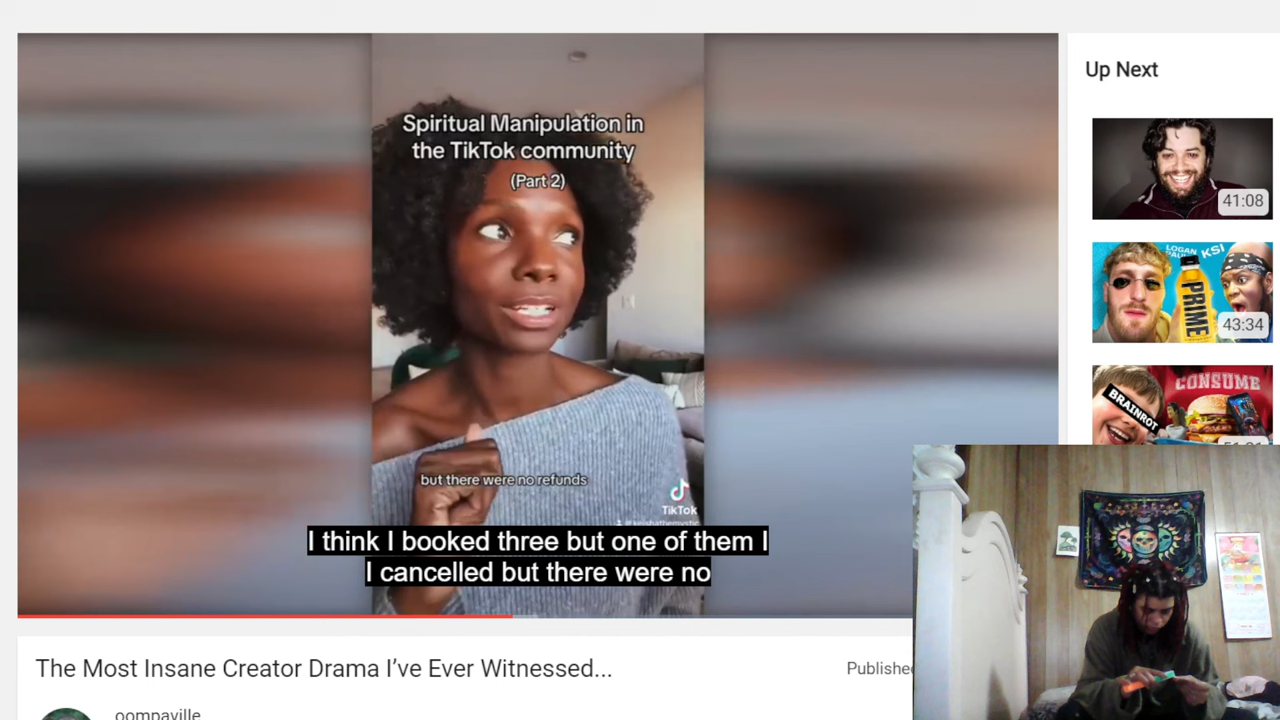 Up Next
Spiritual Manipulation in
the TikTok community
(Part 2)
41:08
LOGAN
PAUL
KSI
PRIME
43:34
CONSUME
BRAINROT
but there were no refunds
TikTok
I think I booked three but one of them I
I cancelled but there were no
The Most Insane Creator Drama I’ve Ever Witnessed...
Published
oompaville